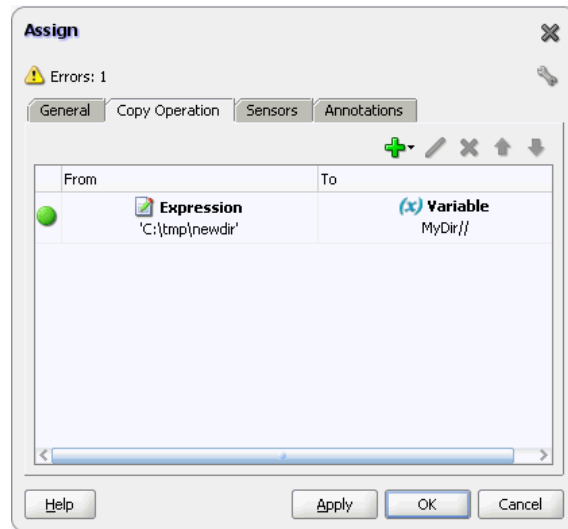 Assign
Errors: 1
General Copy Operation Sensors Annotations
From To
Expression (x) Variable
'C:\tmp\newdir' MyDir//
Help Apply OK Cancel